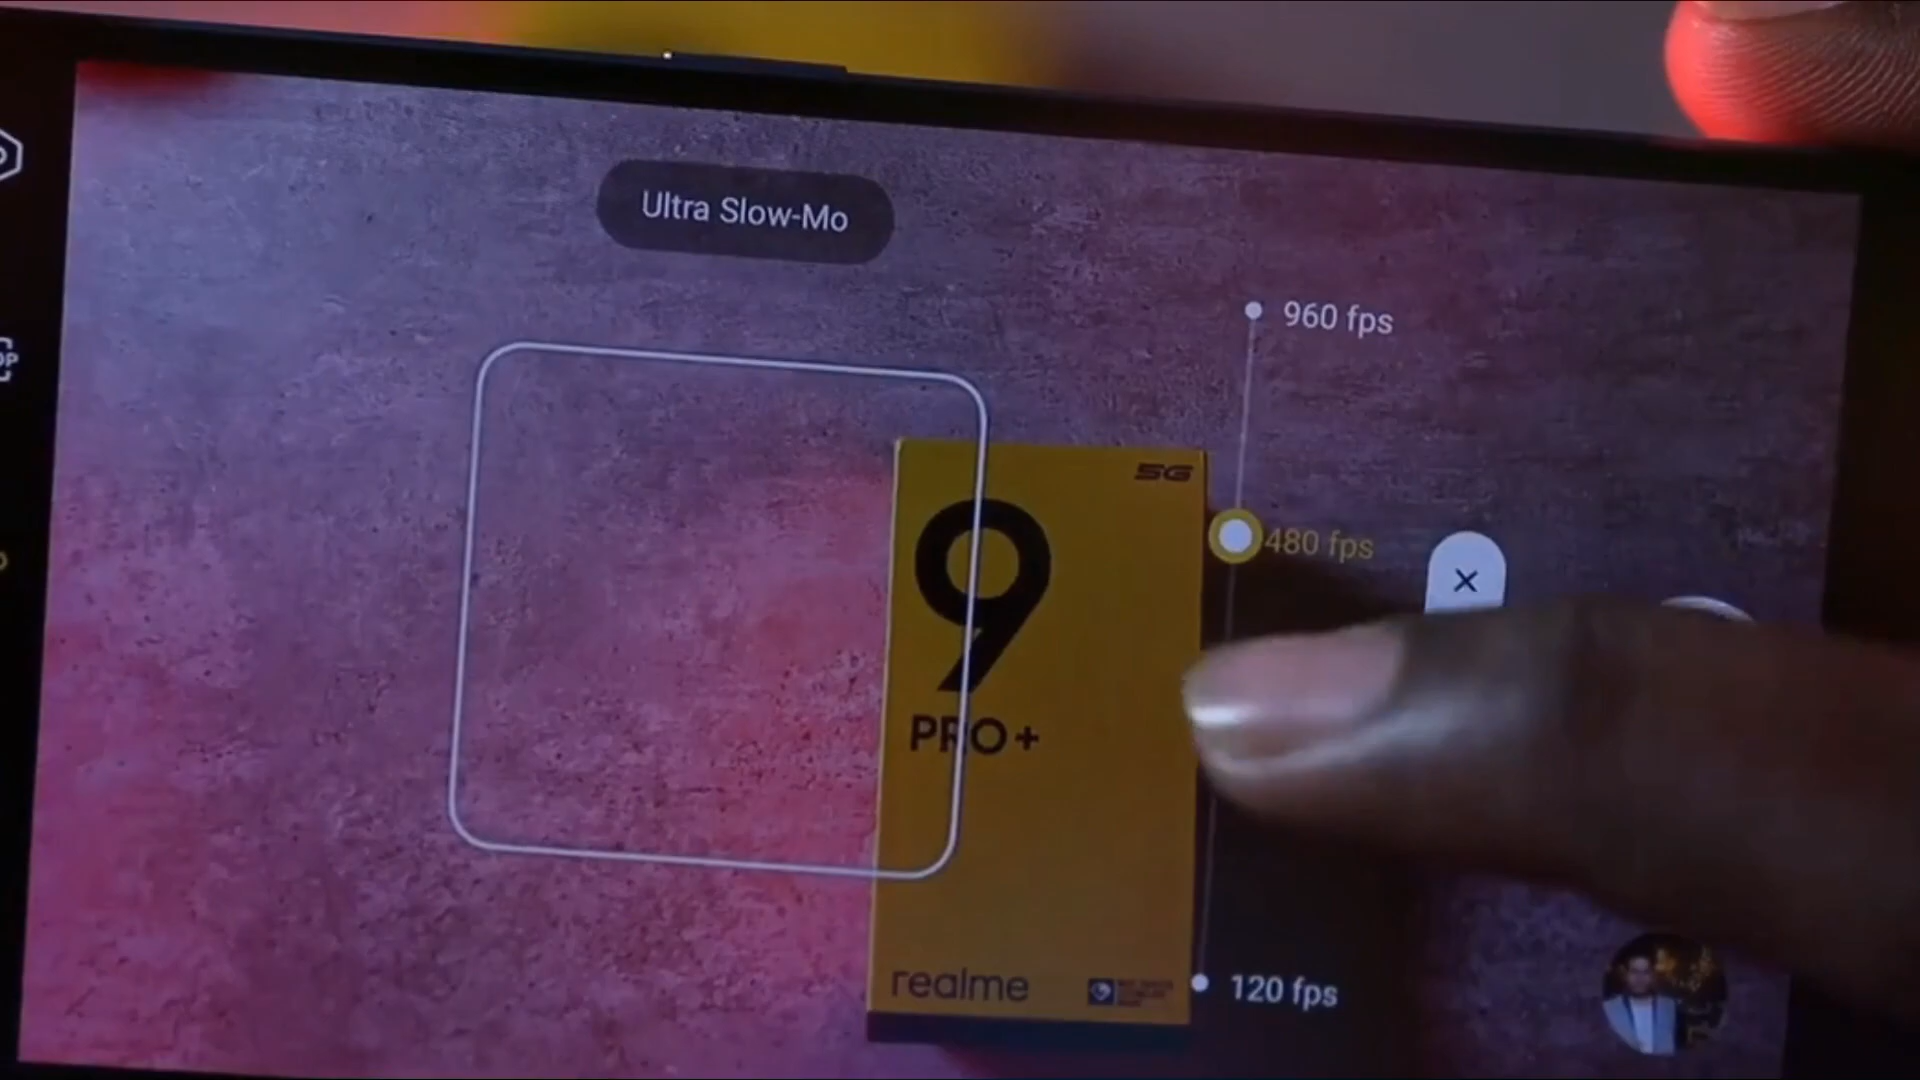 Ultra Slow-Mo
960 fps
5G
9
480 fps
PRO+
realme
120 fps